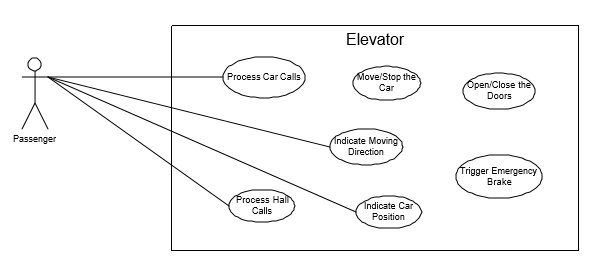 Elevator
Process Car Calls
Move/Stop the
Car
Open/Close the
Doors
Passenger
Indicate Moving
Direction
Trigger Emergency
Brake
Process Hall
Calls
Indicate Car
Position